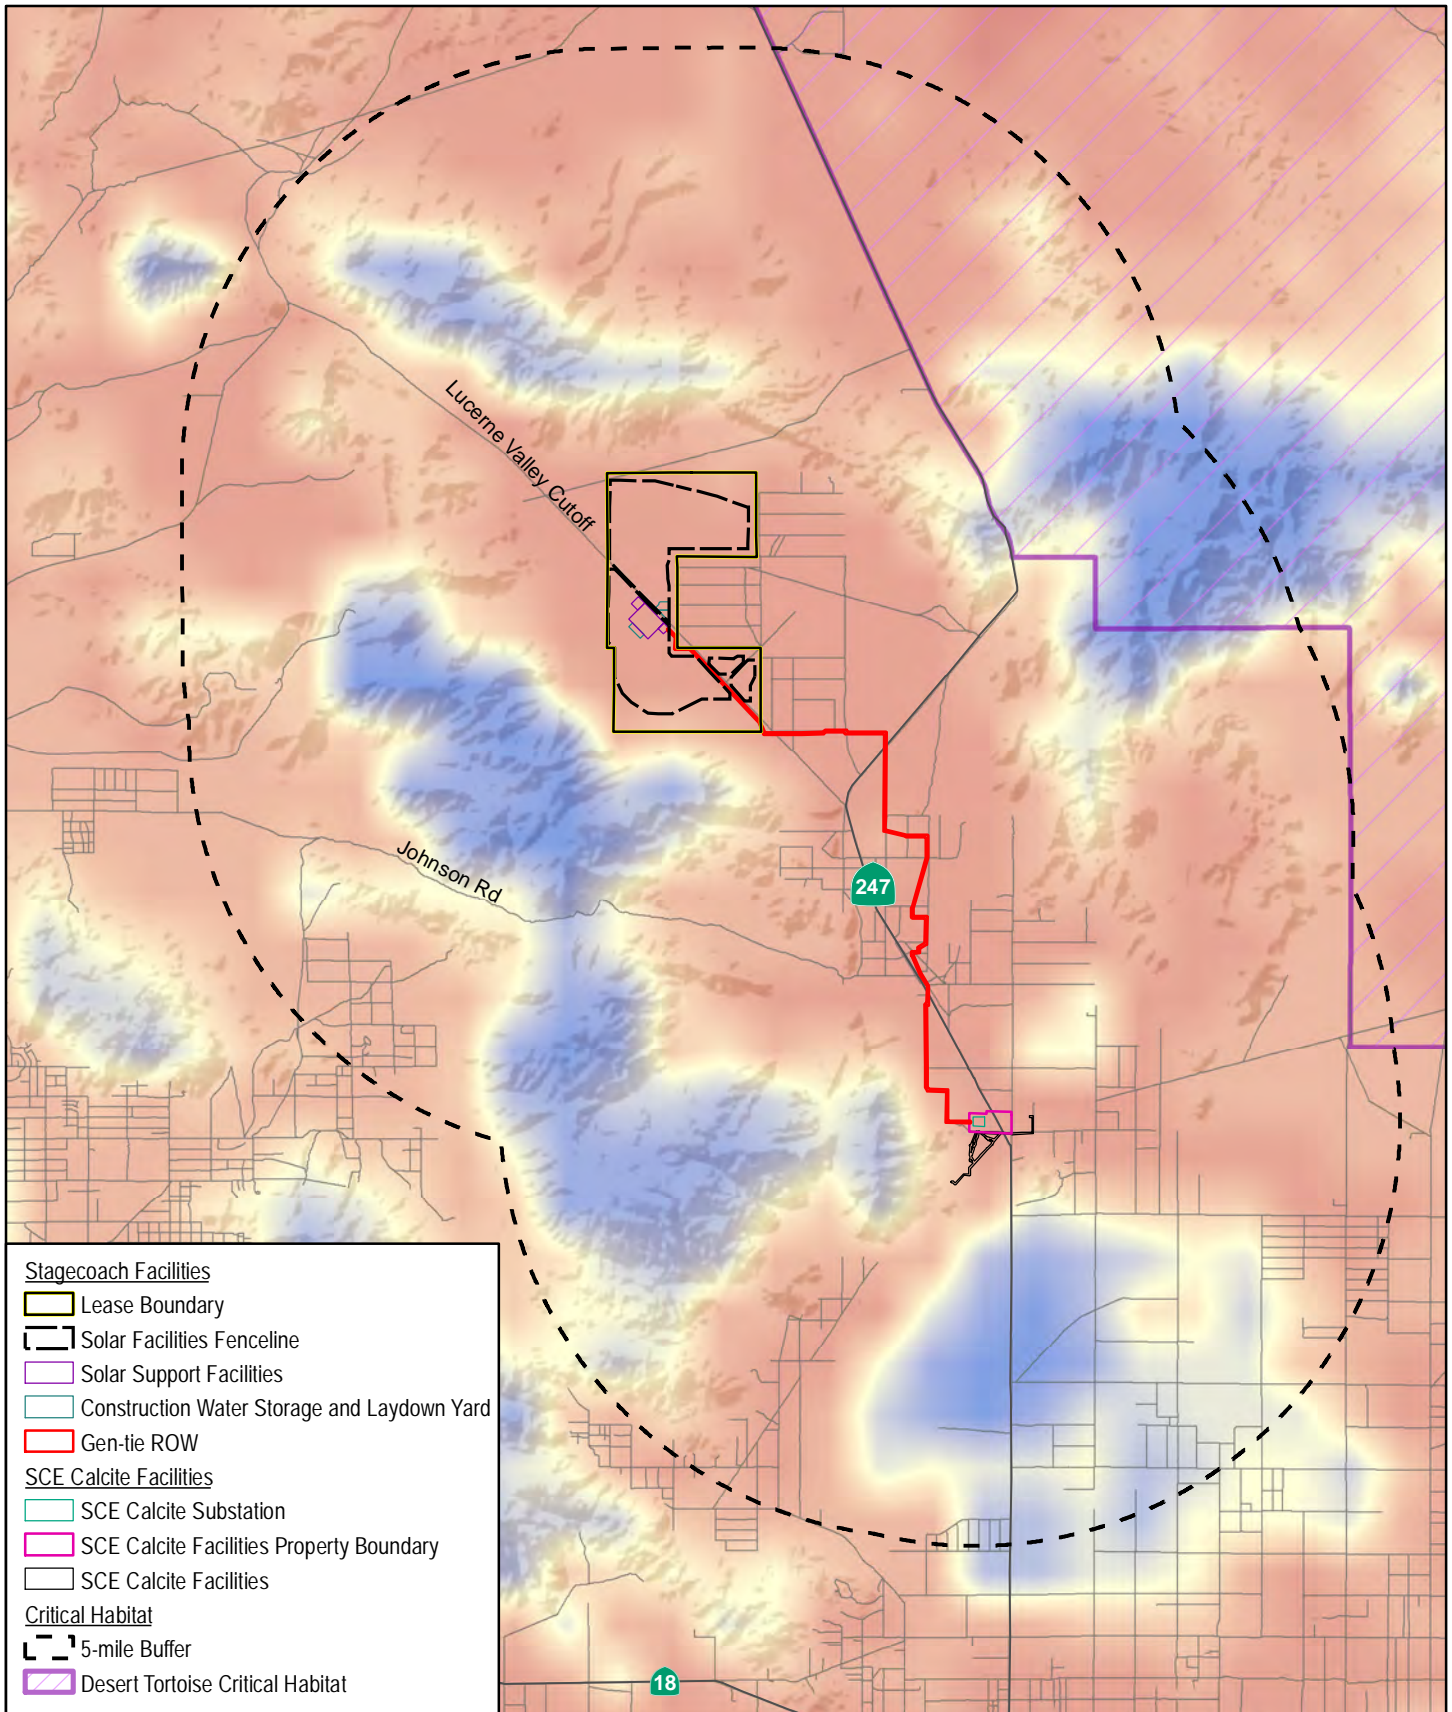 Lucerne Valley Cutoff
Johnson Rd
247
Stagecoach Facilities
Lease Boundary
Solar Facilities Fenceline
Solar Support Facilities
Construction Water Storage and Laydown Yard
Gen-tie ROW
SCE Calcite Facilities
SCE Calcite Substation
SCE Calcite Facilities Property Boundary
SCE Calcite Facilities
Critical Habitat
5-mile Buffer
Desert Tortoise Critical Habitat
18